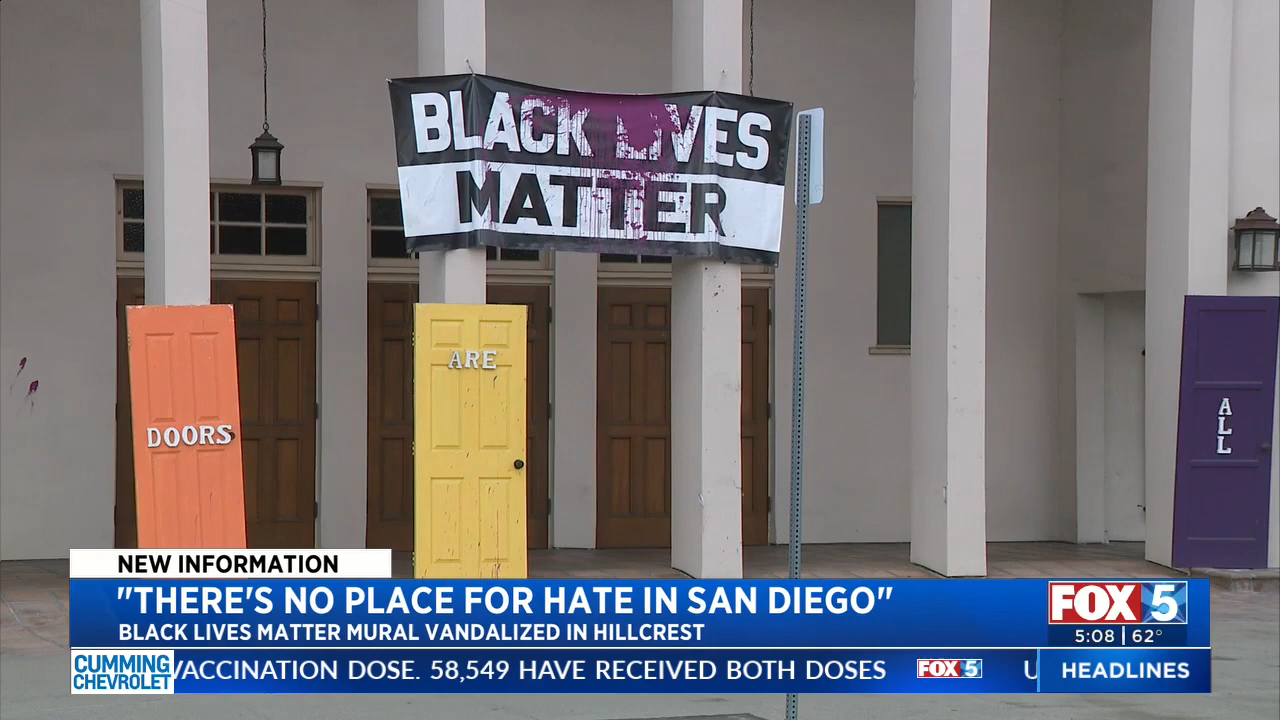 BLACK LIVES
MATTER
DOORS
ARE
ALL
NEW INFORMATION
"THERE'S NO PLACE FOR HATE IN SAN DIEGO"
BLACK LIVES MATTER MURAL VANDALIZED IN HILLCREST
FOX 5
5:08 | 62°
CUMMING
CHEVROLET
VACCINATION DOSE. 58,549 HAVE RECEIVED BOTH DOSES FOX 5 U
HEADLINES